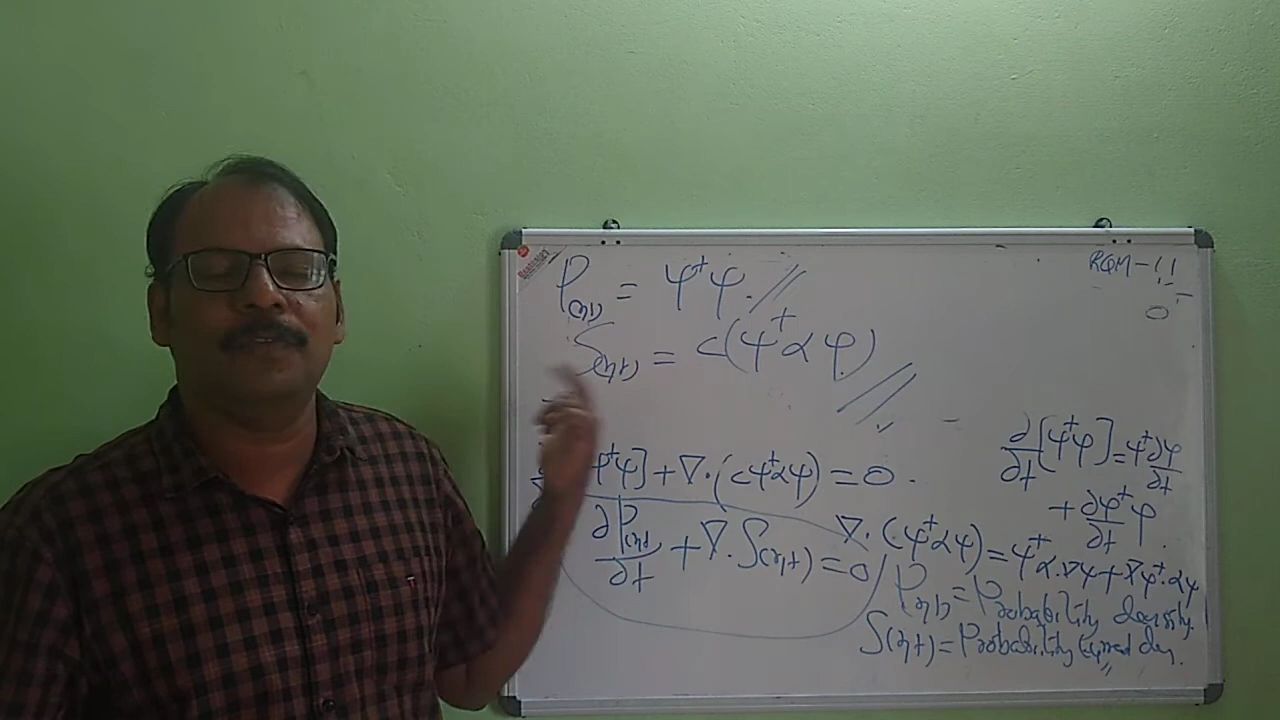 RQM-11
P(r,t) = ψ†ψ.
S(r,t) = c(ψ†αψ)
ψ†ψ] + ∇.(cψ†αψ) = 0.
∂P(r,t)/∂t + ∇.S(r,t) = 0
∂/∂t [ψ†ψ] = ψ†∂ψ/∂t
+ ∂ψ†/∂t ψ.
∇.(cψ†αψ) = ψ†α.∇ψ + ∇ψ†.αψ
P(r,t) = Probability density.
S(r,t) = Probability current den.